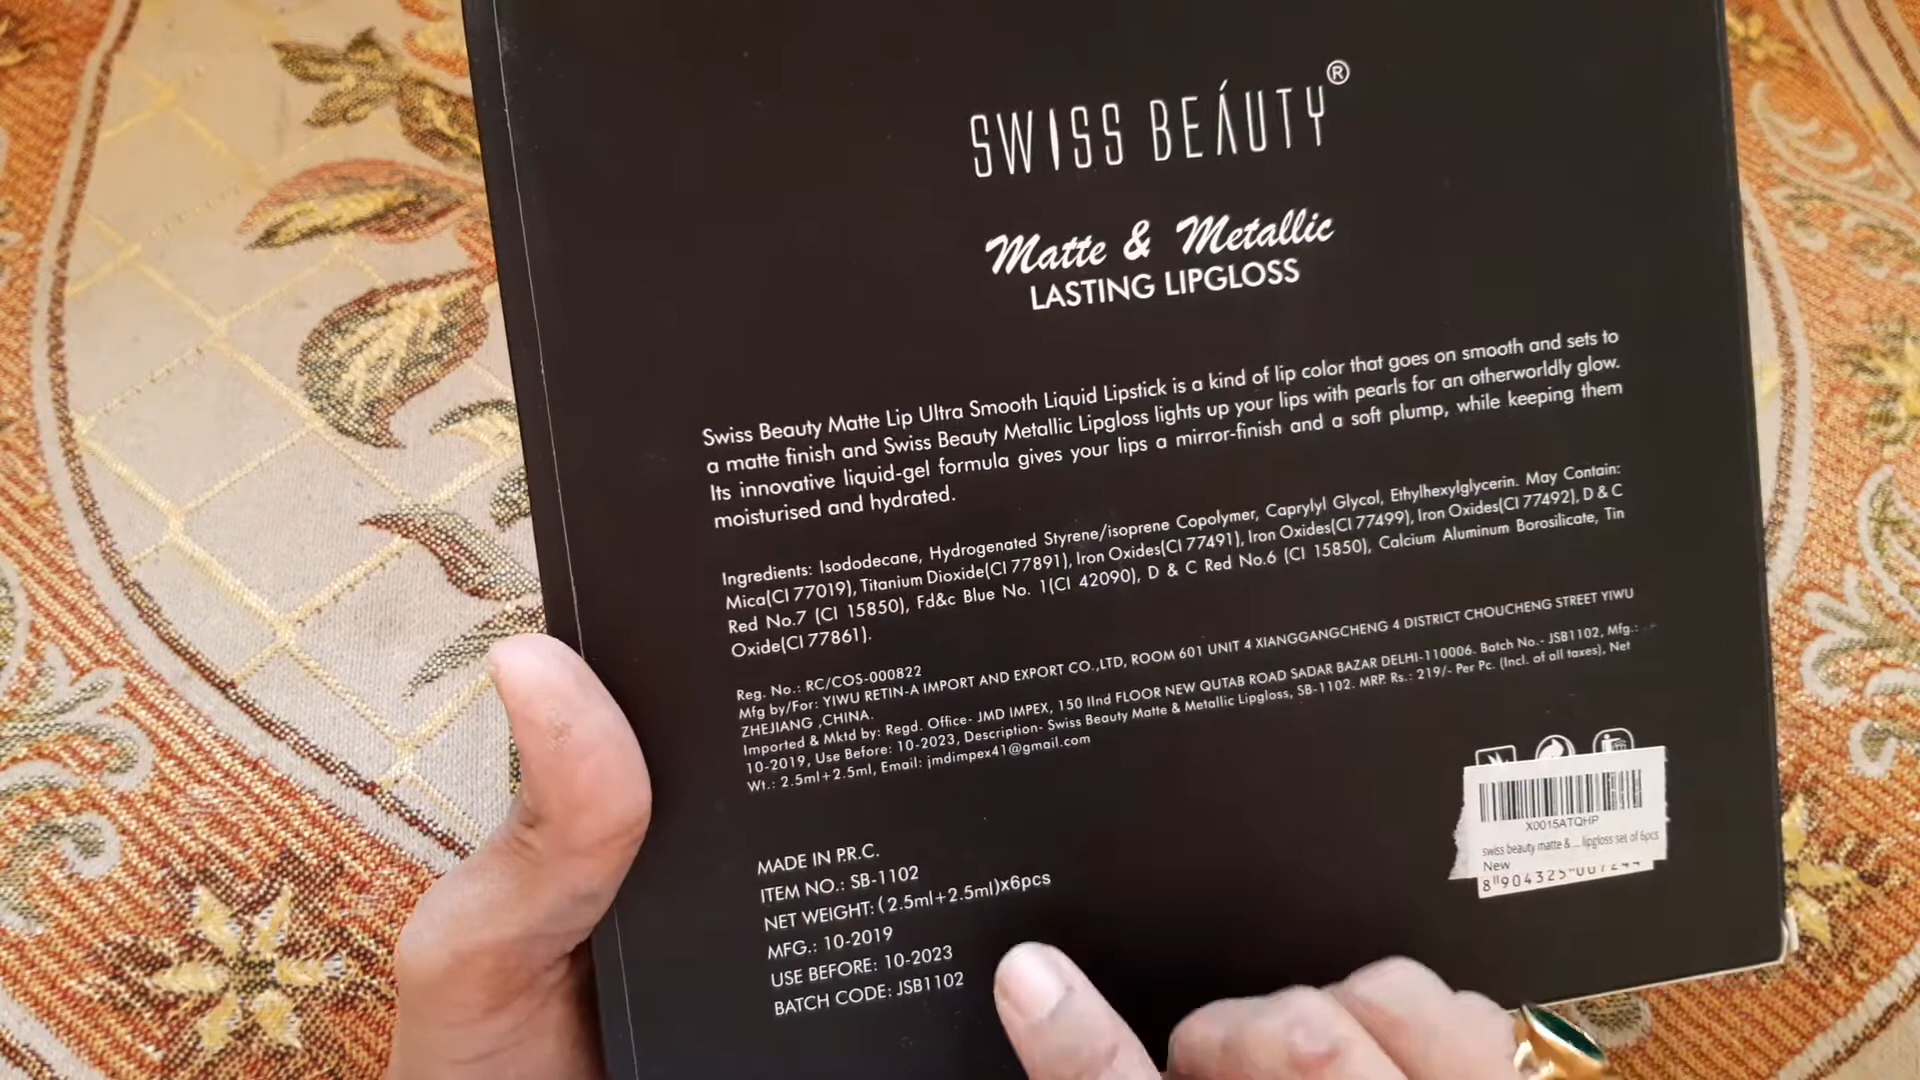 SWISS BEÁUTY®
Matte & Metallic
LASTING LIPGLOSS
Swiss Beauty Matte Lip Ultra Smooth Liquid Lipstick is a kind of lip color that goes on smooth and sets to
a matte finish and Swiss Beauty Metallic Lipgloss lights up your lips with pearls for an otherworldly glow.
Its innovative liquid-gel formula gives your lips a mirror-finish and a soft plump, while keeping them
moisturised and hydrated.
Ingredients: Isododecane, Hydrogenated Styrene/isoprene Copolymer, Caprylyl Glycol, Ethylhexylglycerin. May Contain:
Mica(CI 77019), Titanium Dioxide(CI 77891), Iron Oxides(CI 77491), Iron Oxides(CI 77499), Iron Oxides(CI 77492), D & C
Red No.7 (CI 15850), Fd&c Blue No. 1(CI 42090), D & C Red No.6 (CI 15850), Calcium Aluminum Borosilicate, Tin
Oxide(CI 77861).
Reg. No.: RC/COS-000822
Mfg by/For: YIWU RETIN-A IMPORT AND EXPORT CO.,LTD, ROOM 601 UNIT 4 XIANGGANGCHENG 4 DISTRICT CHOUCHENG STREET YIWU
ZHEJIANG ,CHINA.
Imported & Mktd by: Regd. Office- JMD IMPEX, 150 IInd FLOOR NEW QUTAB ROAD SADAR BAZAR DELHI-110006. Batch No.- JSB1102, Mfg.:
10-2019, Use Before: 10-2023, Description- Swiss Beauty Matte & Metallic Lipgloss, SB-1102. MRP. Rs.: 219/- Per Pc. (Incl. of all taxes), Net
Wt.: 2.5ml+2.5ml, Email: jmdimpex41@gmail.com
MADE IN P.R.C.
ITEM NO.: SB-1102
NET WEIGHT: (2.5ml+2.5ml)x6pcs
MFG.: 10-2019
USE BEFORE: 10-2023
BATCH CODE: JSB1102
X0015ATQHP
swiss beauty matte & ... lipgloss set of 6pcs
New
8 904325